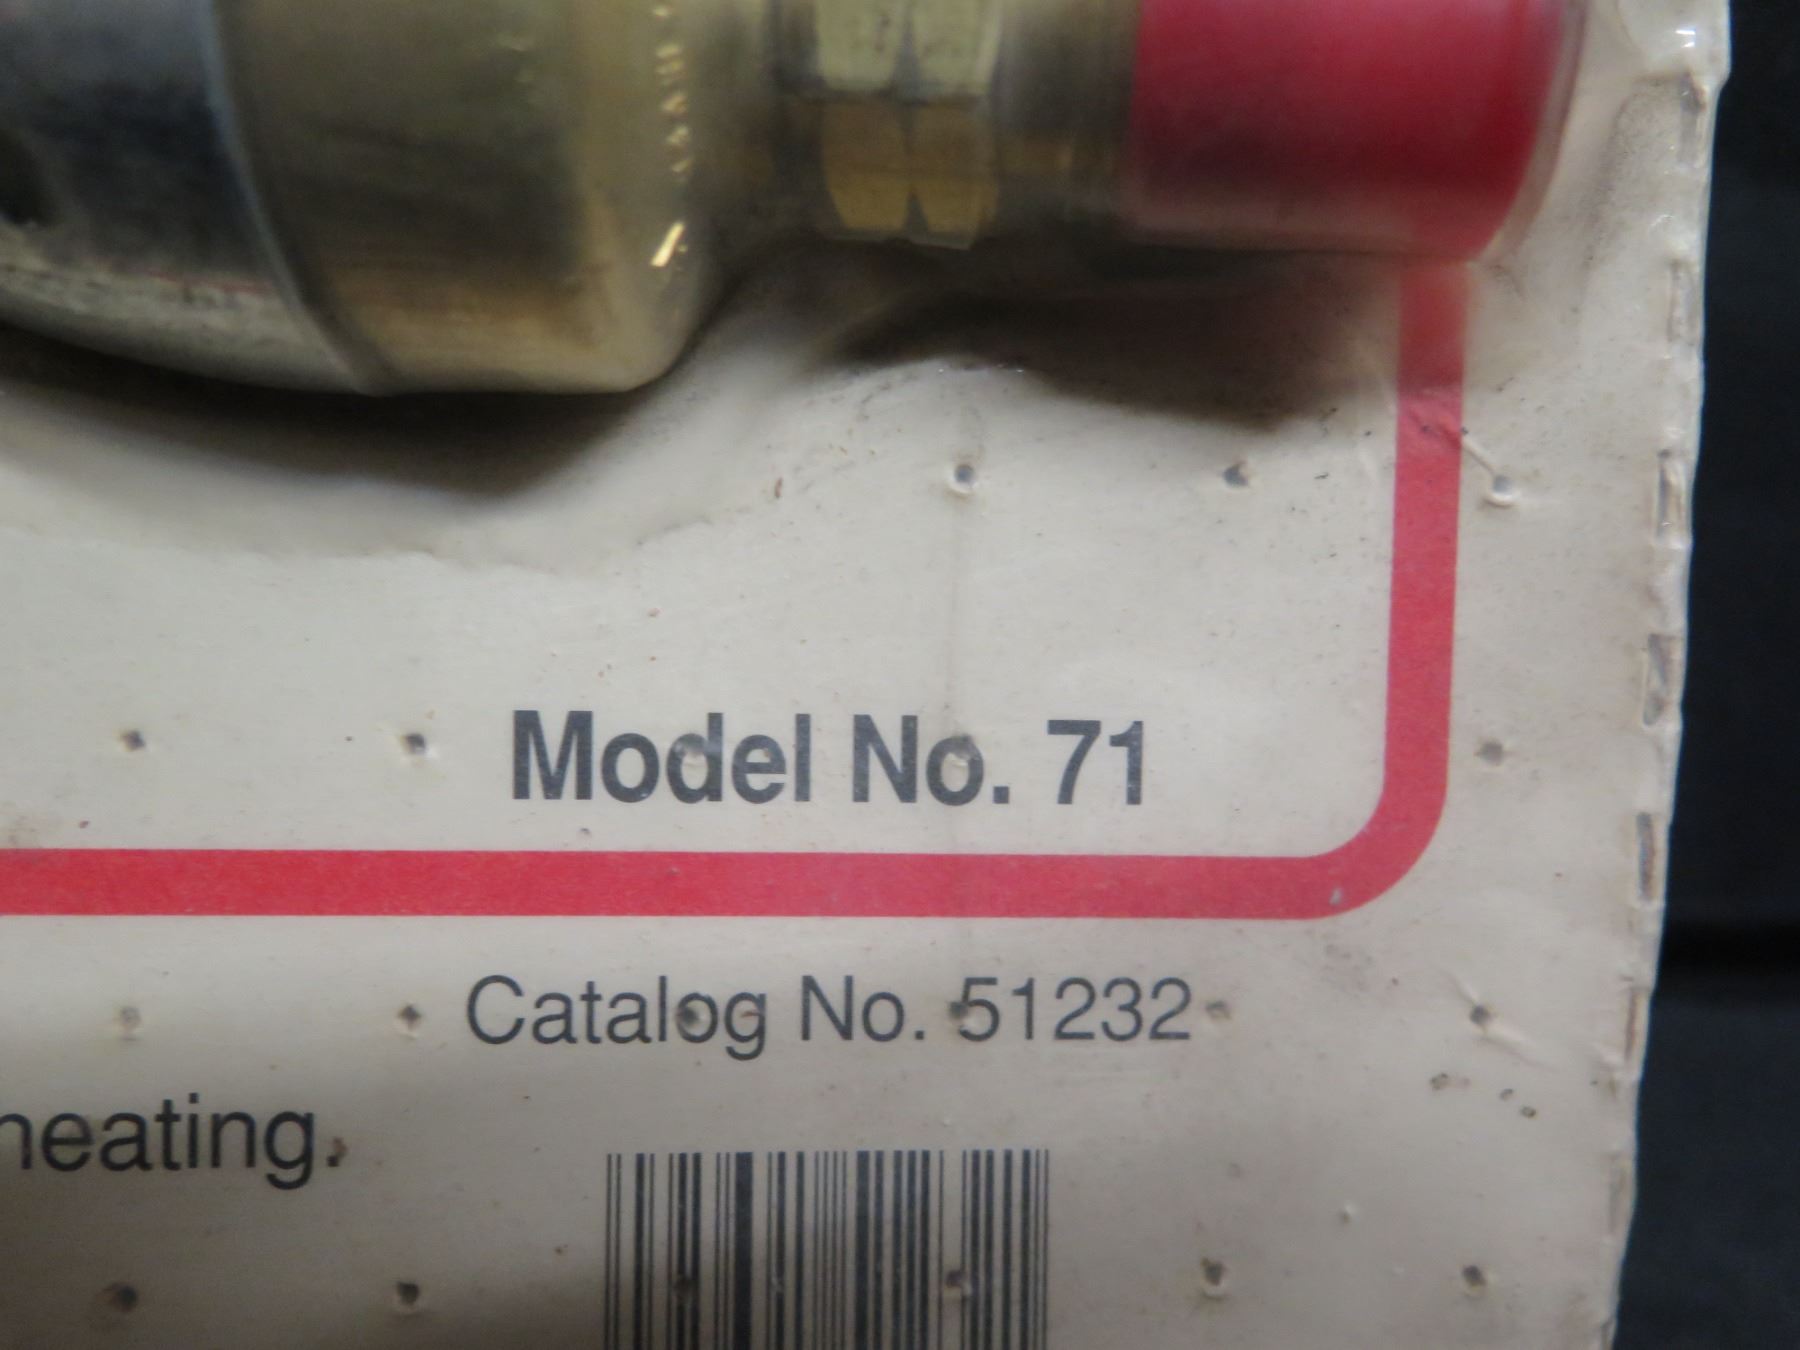 Model No. 71
Catalog No. 51232
heating.